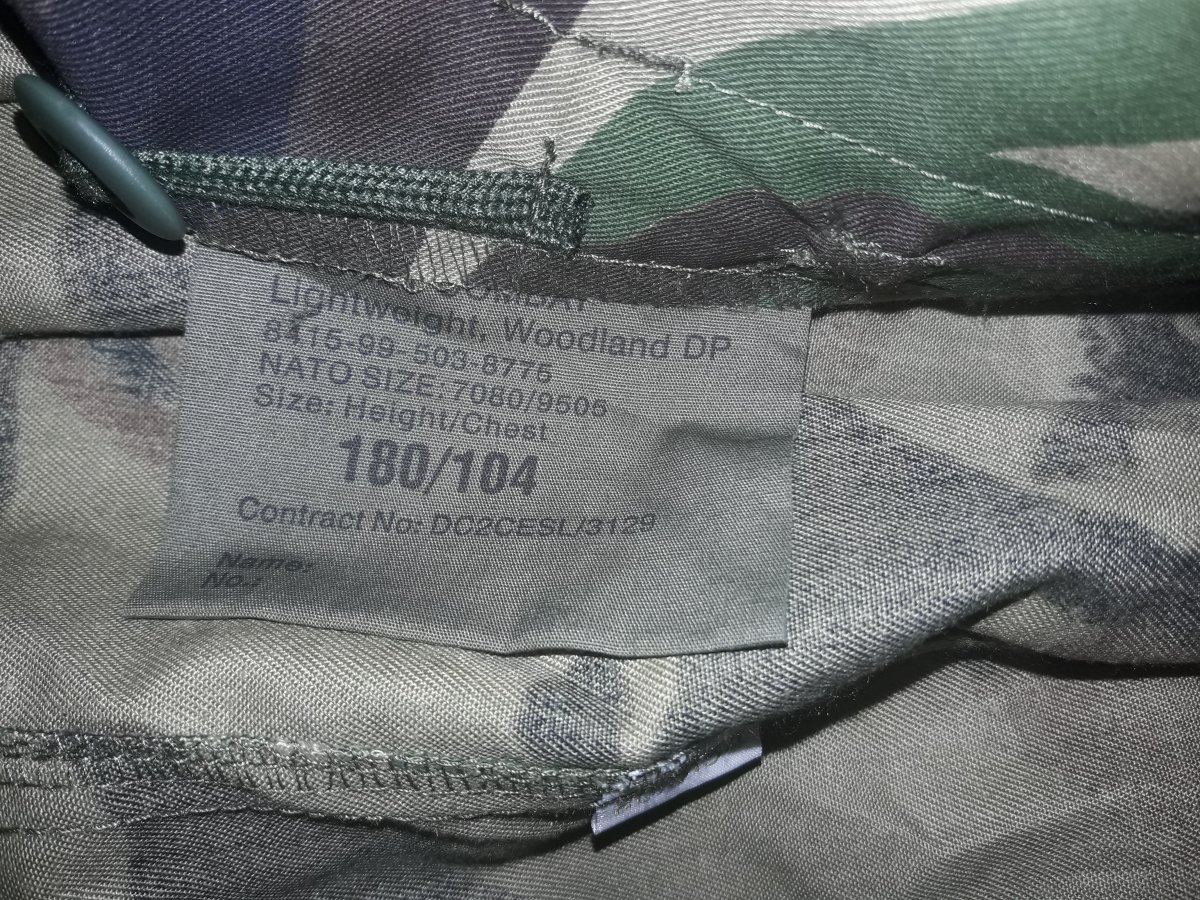 COMBAT
Lightweight, Woodland DP
8415-99-503-8775
NATO SIZE: 7080/9505
Size: Height/Chest
180/104
Contract No: DC2CESL/3129
Name:
No.: